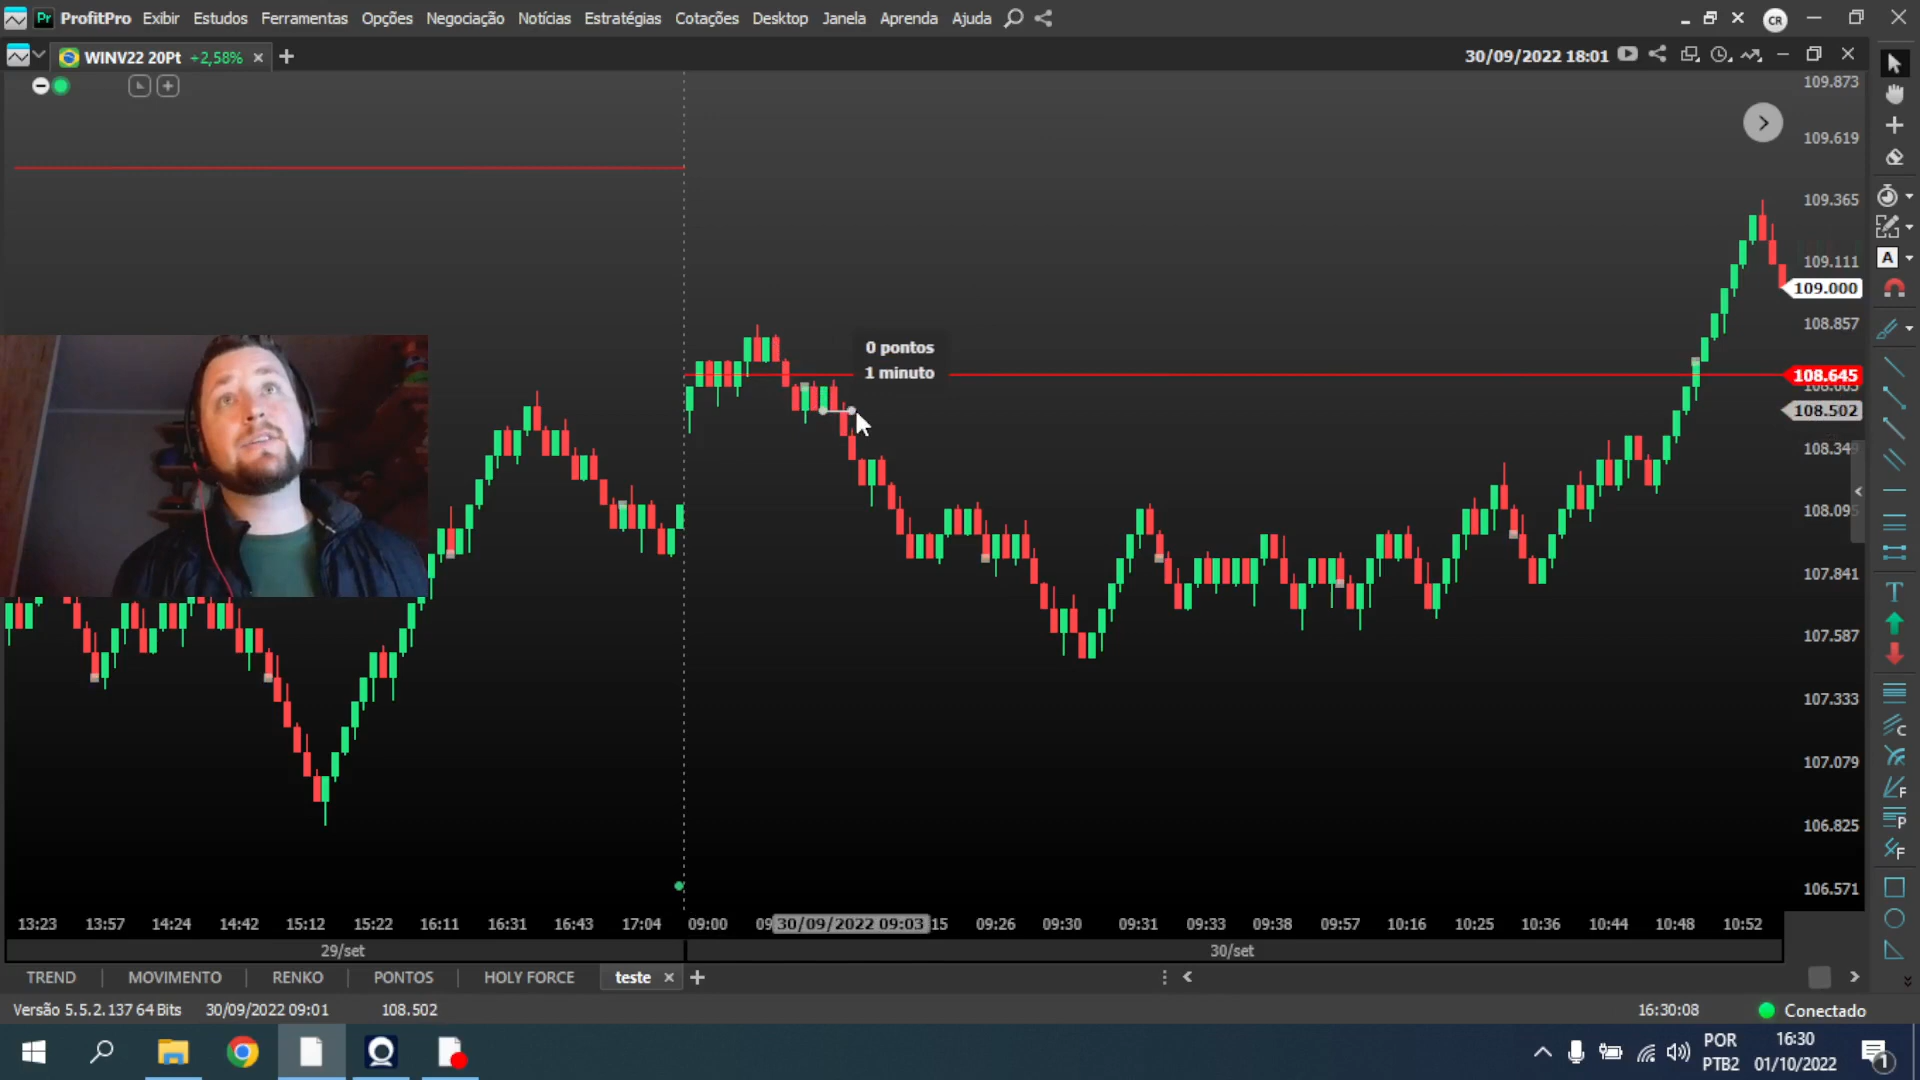 ProfitPro Exibir Estudos Ferramentas Opções Negociação Notícias Estratégias Cotações Desktop Janela Aprenda Ajuda
CR
WINV22 20Pt +2,58%
30/09/2022 18:01
109.873
109.619
109.365
109.111
109.000
108.857
0 pontos
1 minuto
108.645
108.502
108.349
108.095
107.841
107.587
107.333
107.079
106.825
106.571
13:23 13:57 14:24 14:42 15:12 15:22 16:11 16:31 16:43 17:04 09:00 30/09/2022 09:03 15 09:26 09:30 09:31 09:33 09:38 09:57 10:16 10:25 10:36 10:44 10:48 10:52
29/set 30/set
TREND MOVIMENTO RENKO PONTOS HOLY FORCE teste
Versão 5.5.2.137 64 Bits 30/09/2022 09:01 108.502 16:30:08 Conectado
POR 16:30
PTB2 01/10/2022
1